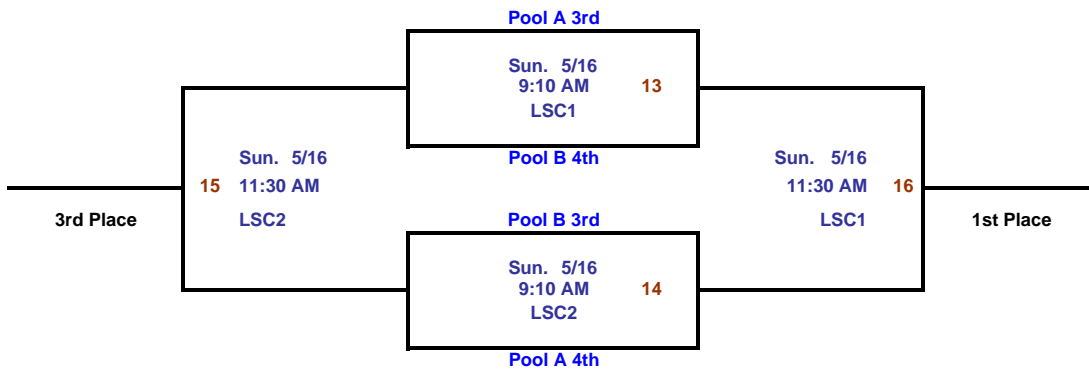 Pool A 3rd
Sun. 5/16
9:10 AM 13
LSC1
Pool B 4th
Sun. 5/16
15 11:30 AM
LSC2
3rd Place
Sun. 5/16
11:30 AM 16
LSC1
1st Place
Pool B 3rd
Sun. 5/16
9:10 AM 14
LSC2
Pool A 4th